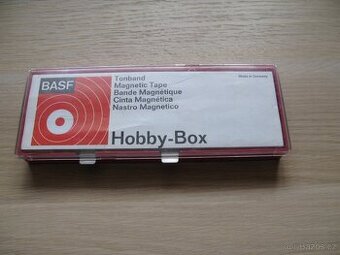 BASF
Tonband
Magnetic Tape
Bande Magnétique
Cinta Magnética
Nastro Magnetico
Made in Germany
Hobby-Box